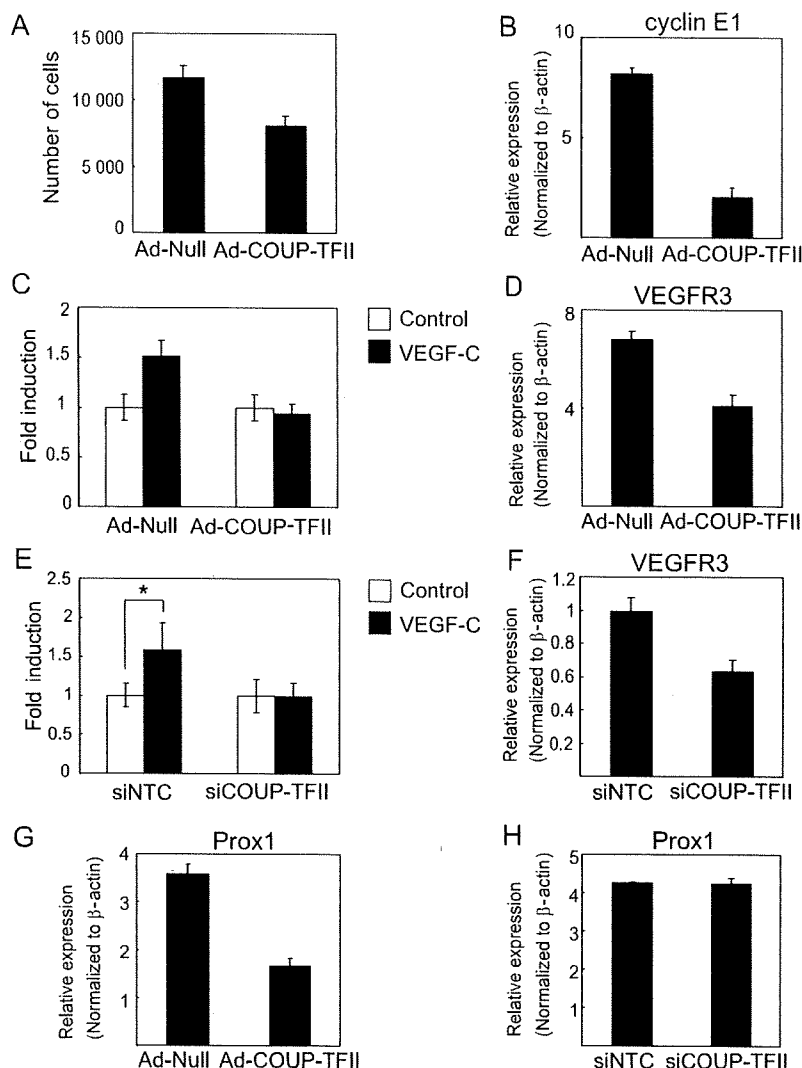 A
Number of cells
15 000
10 000
5 000
0
Ad-Null Ad-COUP-TFII
B
cyclin E1
Relative expression
(Normalized to β-actin)
10
5
Ad-Null Ad-COUP-TFII
C
Fold induction
2
1.5
1
0.5
0
Ad-Null Ad-COUP-TFII
Control
VEGF-C
D
VEGFR3
Relative expression
(Normalized to β-actin)
8
4
Ad-Null Ad-COUP-TFII
E
Fold induction
2.5
2
1.5
1
0.5
0
*
siNTC siCOUP-TFII
Control
VEGF-C
F
VEGFR3
Relative expression
(Normalized to β-actin)
1.2
1
0.8
0.6
0.4
0.2
siNTC siCOUP-TFII
G
Prox1
Relative expression
(Normalized to β-actin)
4
3
2
1
Ad-Null Ad-COUP-TFII
H
Prox1
Relative expression
(Normalized to β-actin)
5
4
3
2
1
siNTC siCOUP-TFII